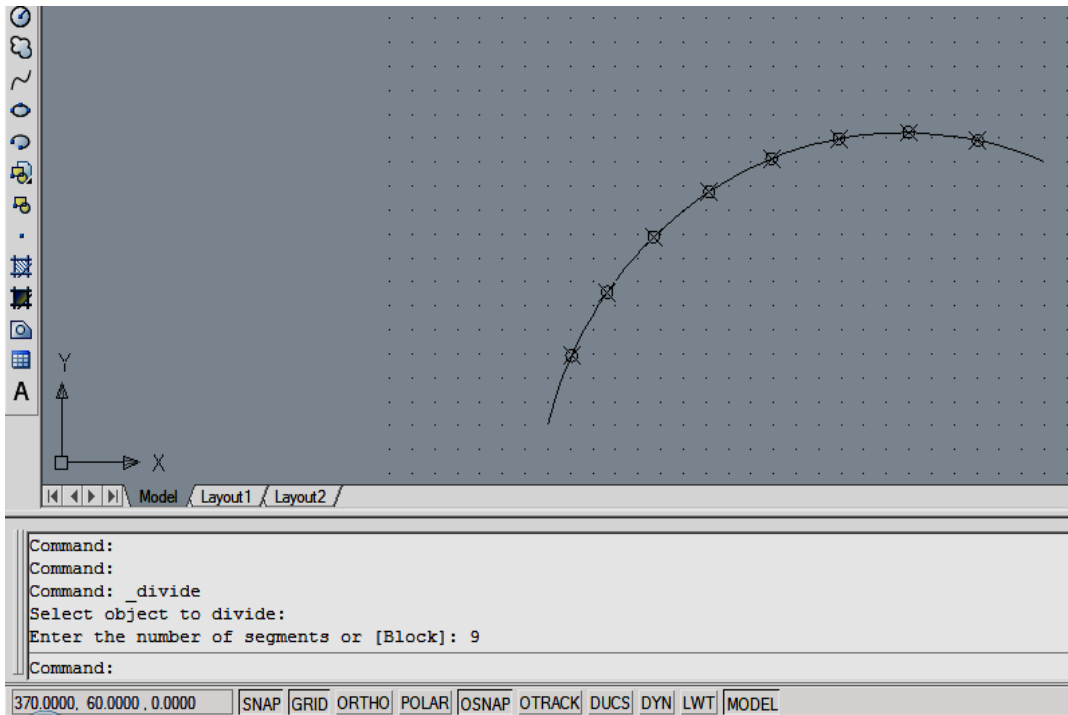 A
Y
X
Model Layout1 Layout2
Command:
Command:
Command: _divide
Select object to divide:
Enter the number of segments or [Block]: 9
Command:
370.0000, 60.0000 , 0.0000 SNAP GRID ORTHO POLAR OSNAP OTRACK DUCS DYN LWT MODEL